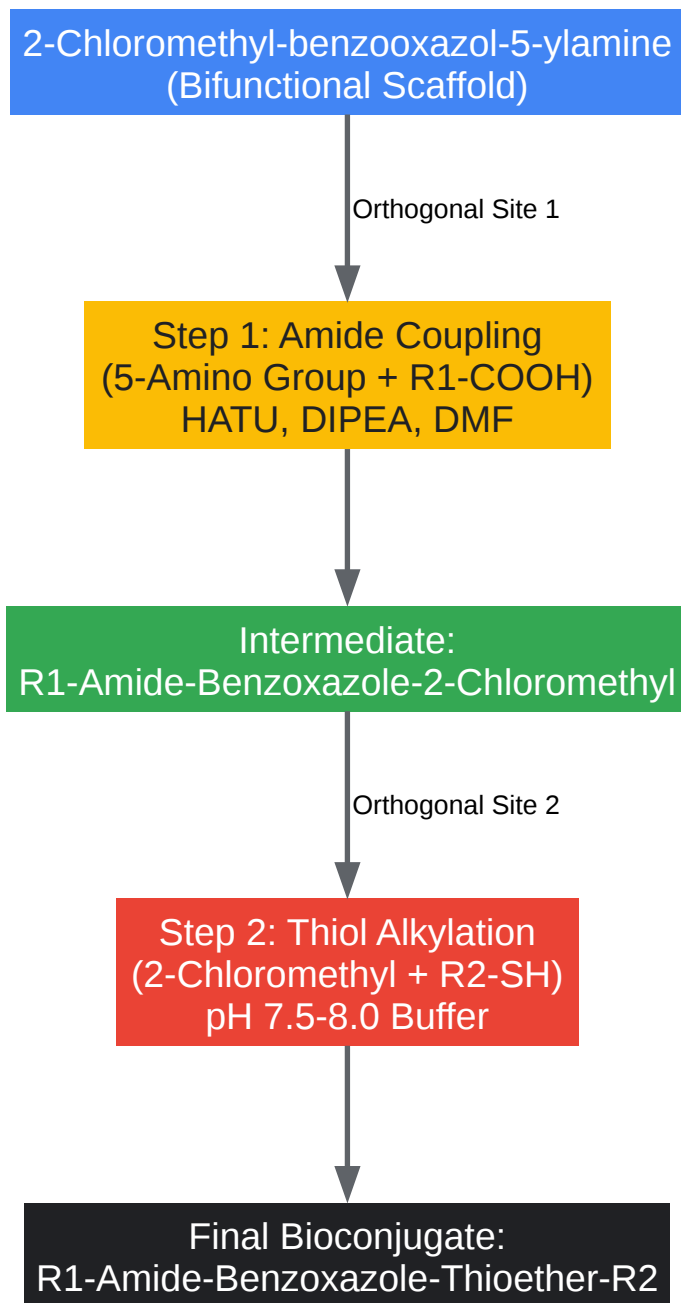 2-Chloromethyl-benzooxazol-5-ylamine
(Bifunctional Scaffold)
Orthogonal Site 1
Step 1: Amide Coupling
(5-Amino Group + R1-COOH)
HATU, DIPEA, DMF
Intermediate:
R1-Amide-Benzoxazole-2-Chloromethyl
Orthogonal Site 2
Step 2: Thiol Alkylation
(2-Chloromethyl + R2-SH)
pH 7.5-8.0 Buffer
Final Bioconjugate:
R1-Amide-Benzoxazole-Thioether-R2